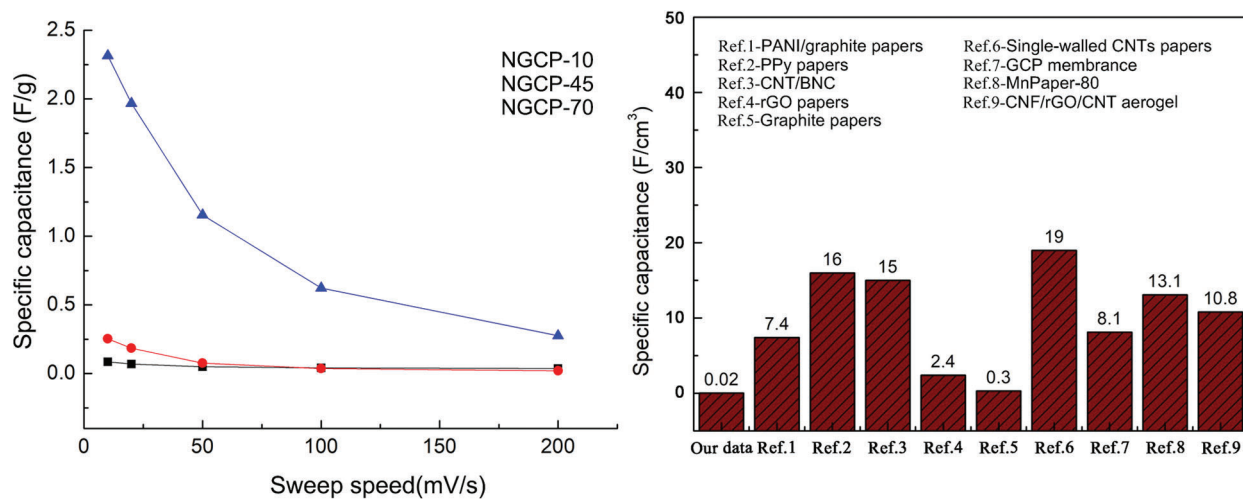 2.5
2.0
1.5
1.0
0.5
0.0
Specific capacitance (F/g)
NGCP-10
NGCP-45
NGCP-70
0
50
100
150
200
Sweep speed(mV/s)
50
40
30
20
10
0
Specific capacitance (F/cm³)
Ref.1-PANI/graphite papers
Ref.2-PPy papers
Ref.3-CNT/BNC
Ref.4-rGO papers
Ref.5-Graphite papers
Ref.6-Single-walled CNTs papers
Ref.7-GCP membrance
Ref.8-MnPaper-80
Ref.9-CNF/rGO/CNT aerogel
0.02
7.4
16
15
2.4
0.3
19
8.1
13.1
10.8
Our data Ref.1 Ref.2 Ref.3 Ref.4 Ref.5 Ref.6 Ref.7 Ref.8 Ref.9